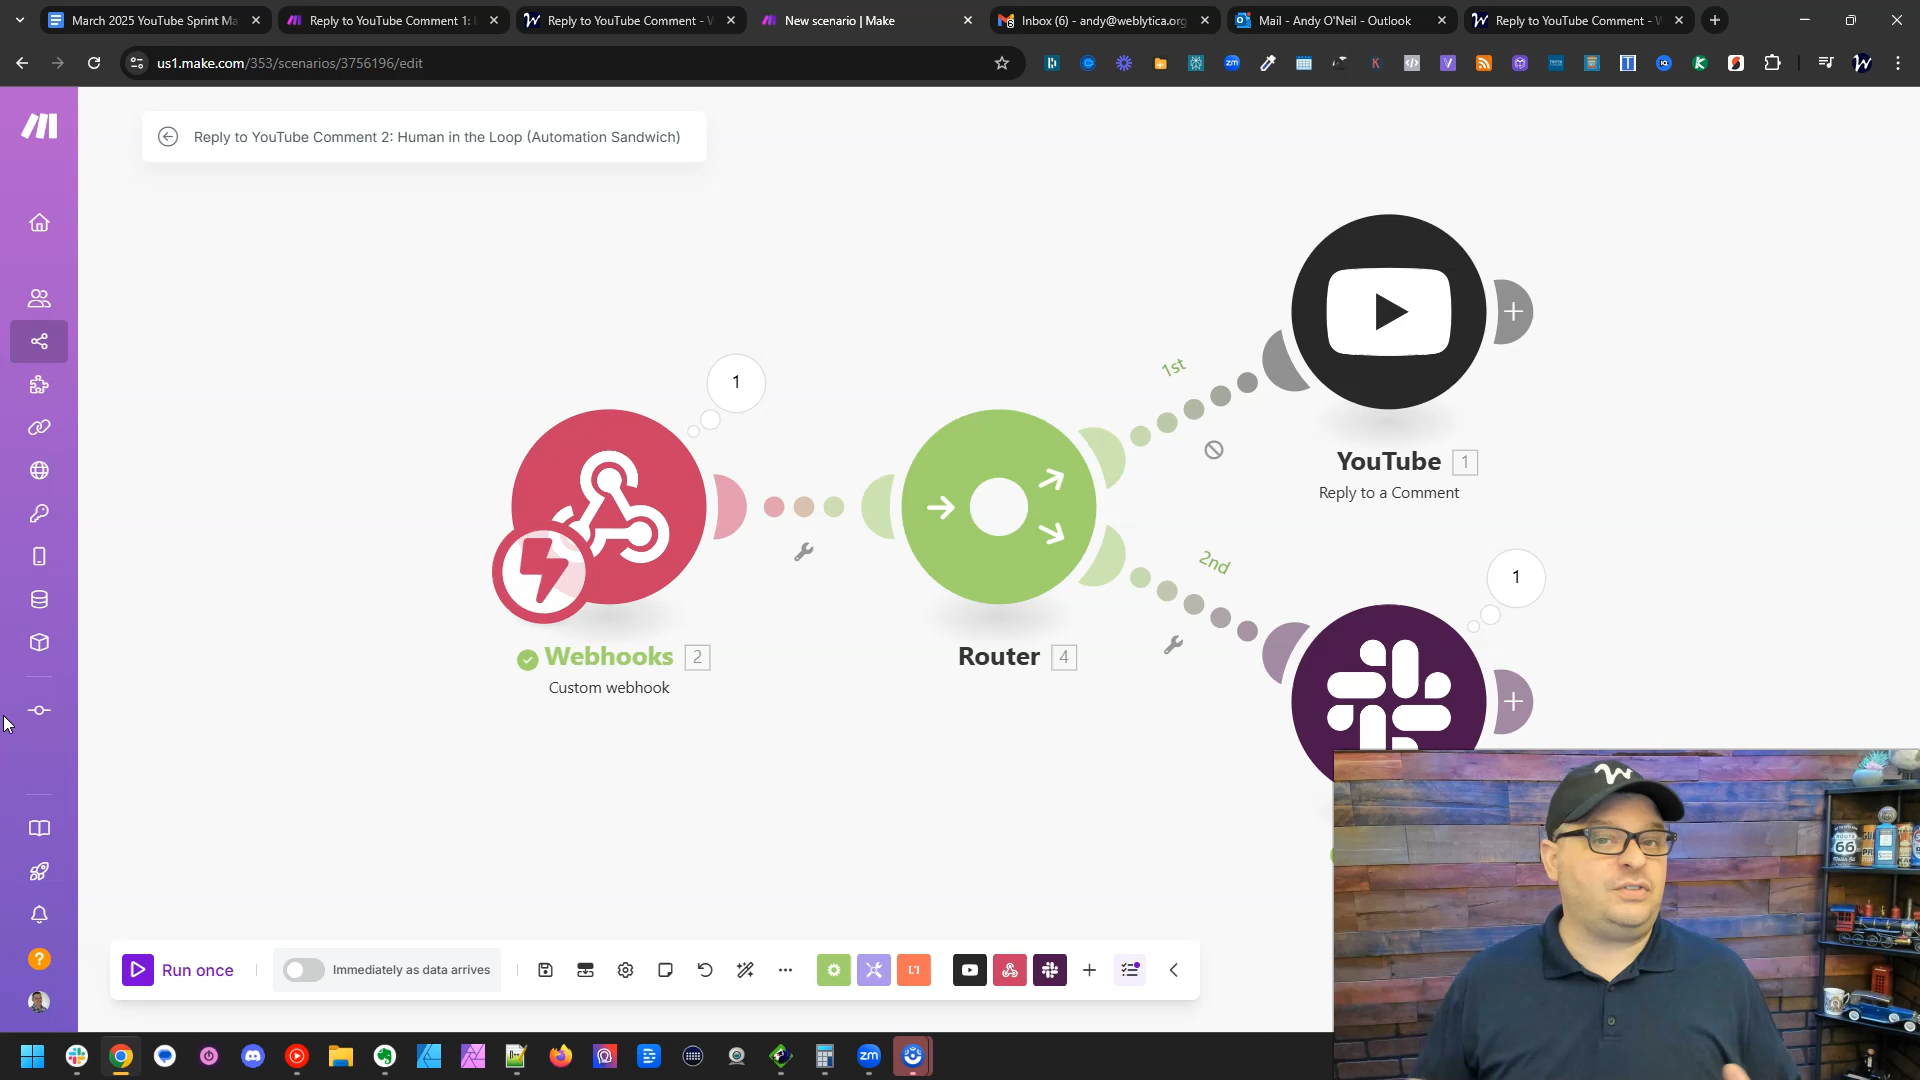 March 2025 YouTube Sprint Ma
Reply to YouTube Comment 1:
Reply to YouTube Comment - W
New scenario | Make
Inbox (6) - andy@weblytica.org
Mail - Andy O'Neil - Outlook
Reply to YouTube Comment - W
us1.make.com/353/scenarios/3756196/edit
Reply to YouTube Comment 2: Human in the Loop (Automation Sandwich)
1
1st
YouTube 1
Reply to a Comment
2nd
1
Webhooks 2
Custom webhook
Router 4
Run once
Immediately as data arrives
ROUTE
66
zm